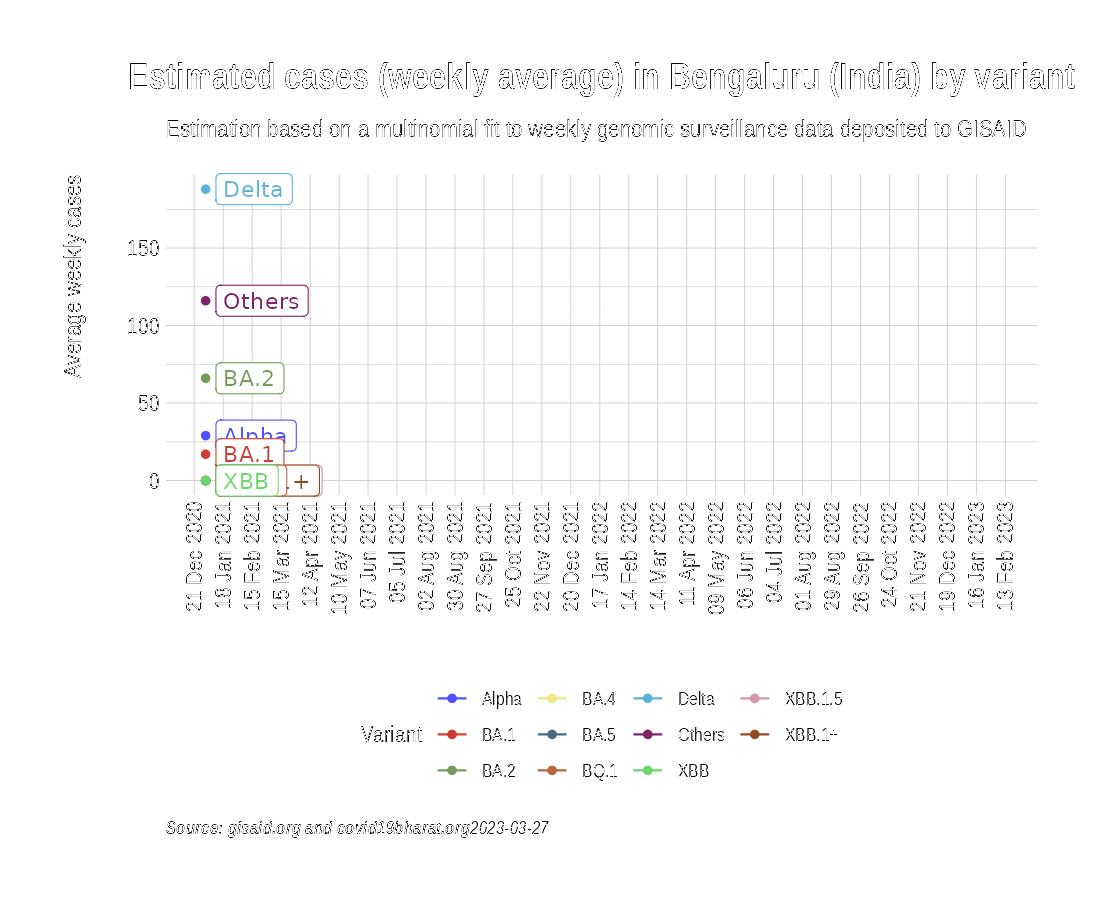 Estimated cases (weekly average) in Bengaluru (India) by variant
Estimation based on a multinomial fit to weekly genomic surveillance data deposited to GISAID
Average weekly cases
150
100
50
0
Delta
Others
BA.2
Alpha
BA.1
XBB
.+
21 Dec 2020
18 Jan 2021
15 Feb 2021
15 Mar 2021
12 Apr 2021
10 May 2021
07 Jun 2021
05 Jul 2021
02 Aug 2021
30 Aug 2021
27 Sep 2021
25 Oct 2021
22 Nov 2021
20 Dec 2021
17 Jan 2022
14 Feb 2022
14 Mar 2022
11 Apr 2022
09 May 2022
06 Jun 2022
04 Jul 2022
01 Aug 2022
29 Aug 2022
26 Sep 2022
24 Oct 2022
21 Nov 2022
19 Dec 2022
16 Jan 2023
13 Feb 2023
Variant
Alpha
BA.1
BA.2
BA.4
BA.5
BQ.1
Delta
Others
XBB
XBB.1.5
XBB.1+
Source: gisaid.org and covid19bharat.org2023-03-27